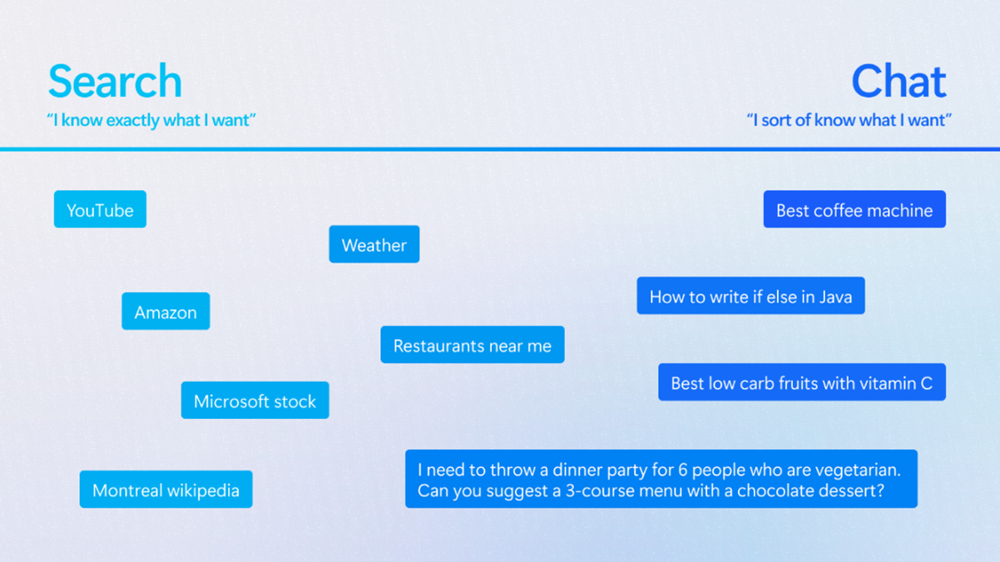 Search
Chat
“I know exactly what I want”
“I sort of know what I want”
YouTube
Best coffee machine
Weather
How to write if else in Java
Amazon
Restaurants near me
Best low carb fruits with vitamin C
Microsoft stock
I need to throw a dinner party for 6 people who are vegetarian.
Can you suggest a 3-course menu with a chocolate dessert?
Montreal wikipedia